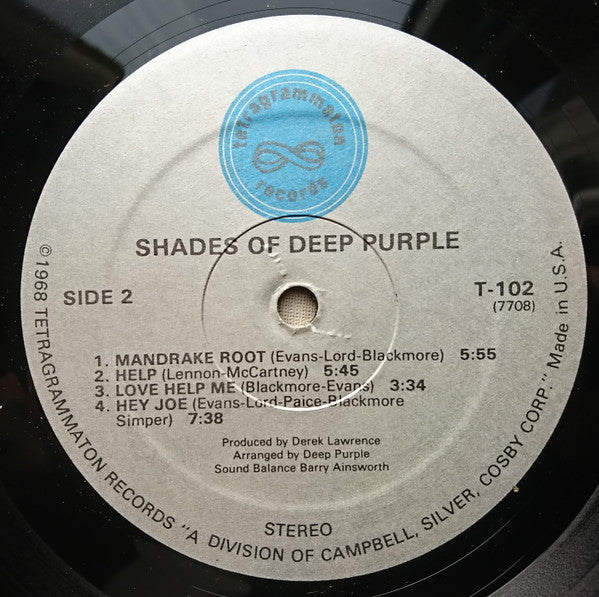 tetragrammaton
records
SHADES OF DEEP PURPLE
SIDE 2
T-102
(7708)
1. MANDRAKE ROOT (Evans-Lord-Blackmore) 5:55
2. HELP (Lennon-McCartney) 5:45
3. LOVE HELP ME (Blackmore-Evans) 3:34
4. HEY JOE (Evans-Lord-Paice-Blackmore
Simper) 7:38
Produced by Derek Lawrence
Arranged by Deep Purple
Sound Balance Barry Ainsworth
STEREO
©1968 TETRAGRAMMATON RECORDS "A DIVISION OF CAMPBELL, SILVER, COSBY CORP." Made in U.S.A.